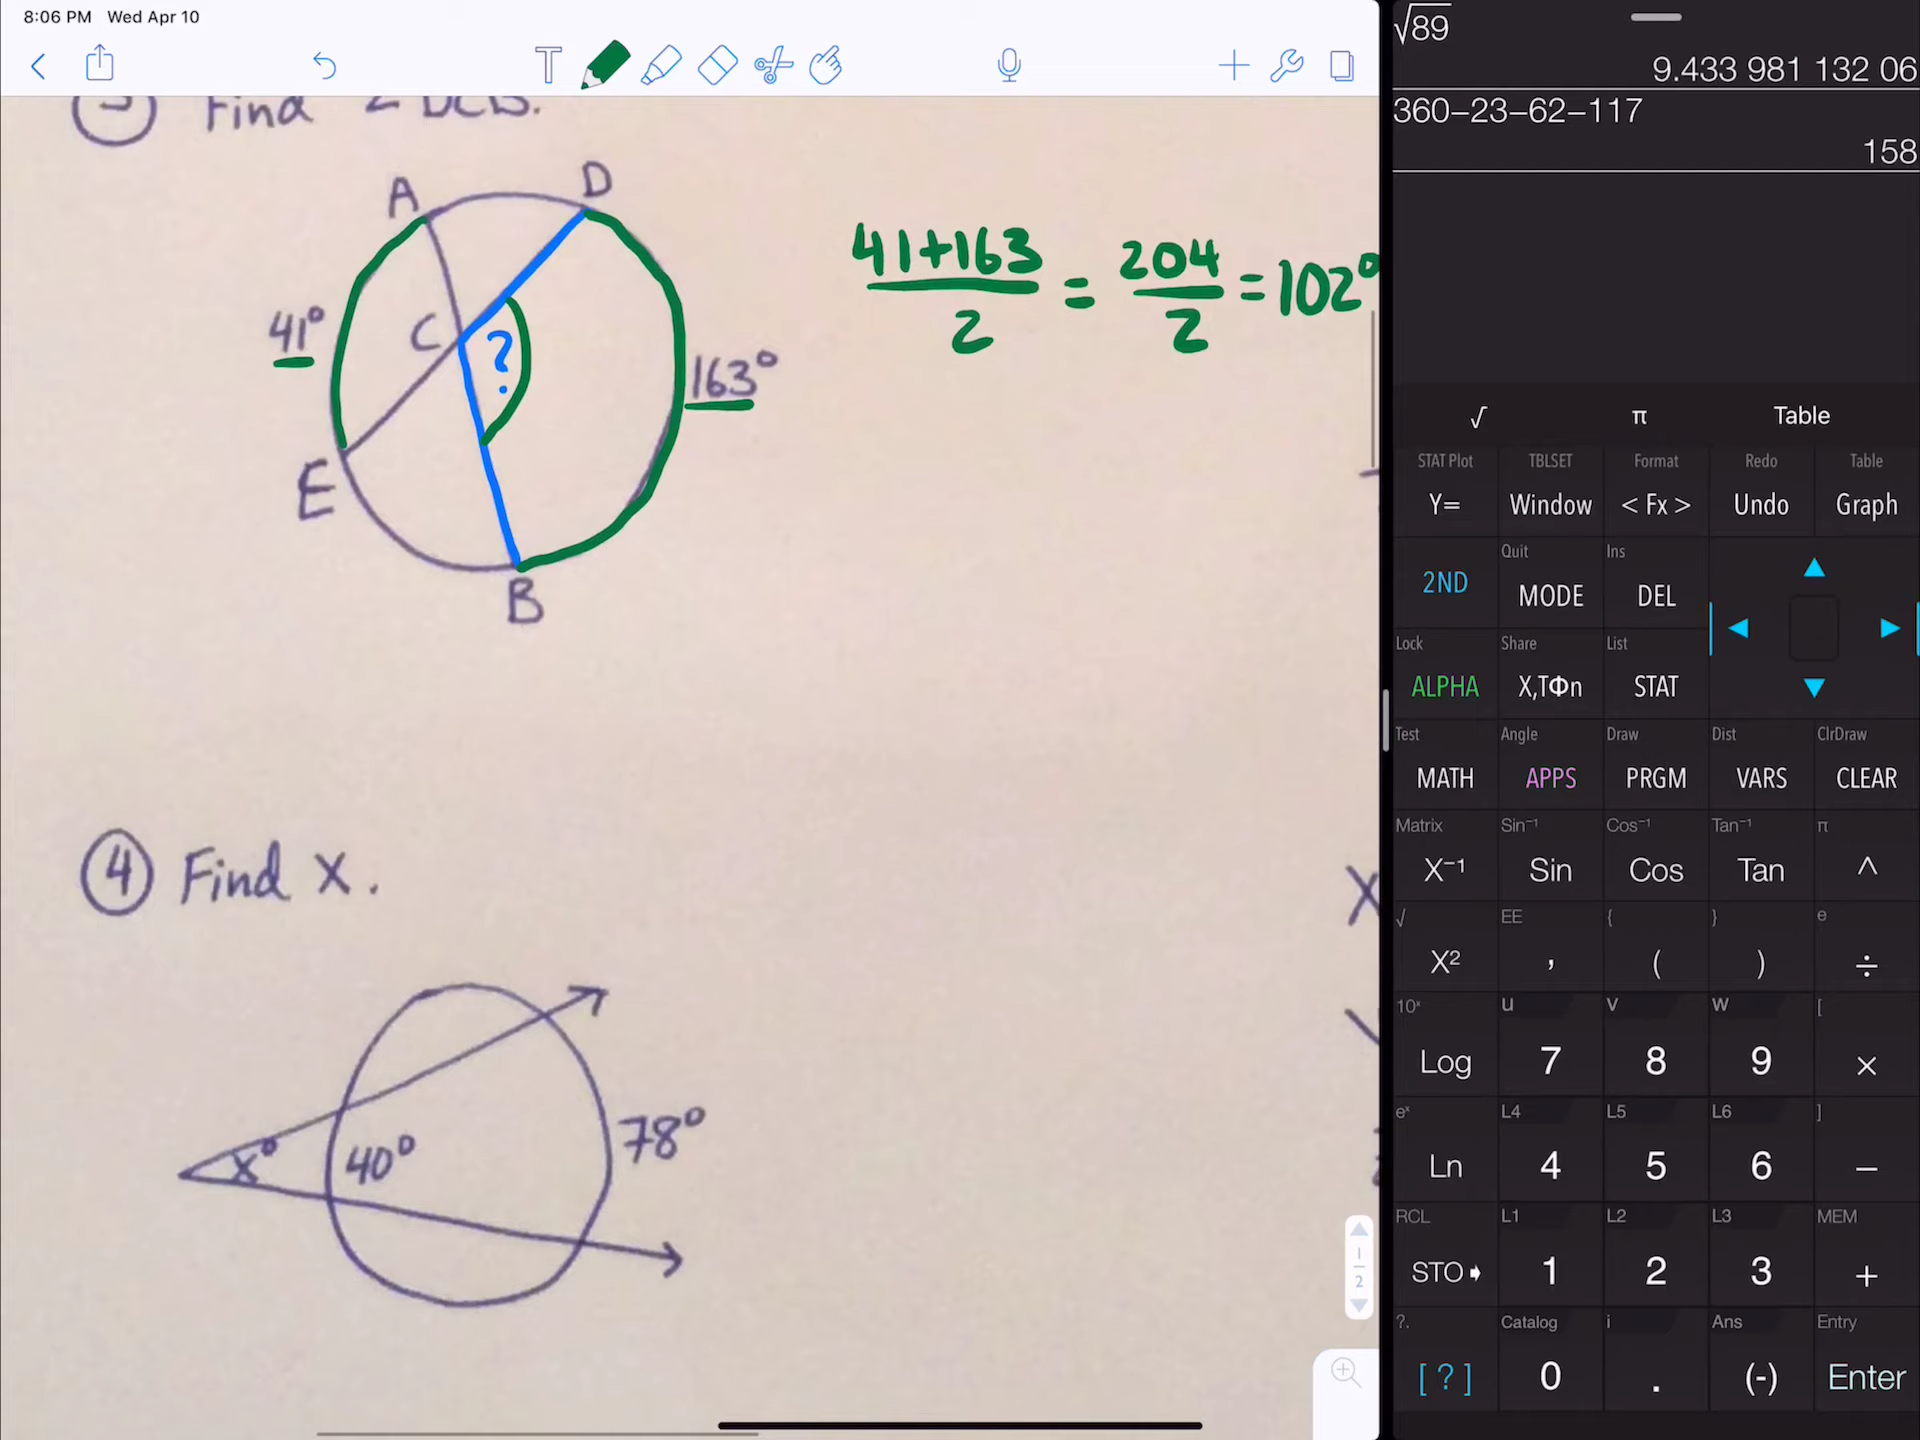 8:06 PM Wed Apr 10
T
3 Find ∠ DCB.
A
D
41°
C
?
163°
E
B
41+163/2 = 204/2 = 102°
4 Find x.
x°
40°
78°
X
1
2
√89
9.433 981 132 06
360−23−62−117
158
√ π Table
STAT Plot TBLSET Format Redo Table
Y= Window < Fx > Undo Graph
Quit Ins
2ND MODE DEL
Lock Share List
ALPHA X,TΦn STAT
Test Angle Draw Dist ClrDraw
MATH APPS PRGM VARS CLEAR
Matrix Sin⁻¹ Cos⁻¹ Tan⁻¹ π
X⁻¹ Sin Cos Tan ^
√ EE { } e
X² , ( ) ÷
10ˣ u v w [
Log 7 8 9 ×
eˣ L4 L5 L6 ]
Ln 4 5 6 −
RCL L1 L2 L3 MEM
STO➧ 1 2 3 +
?. Catalog i Ans Entry
[ ? ] 0 . (-) Enter